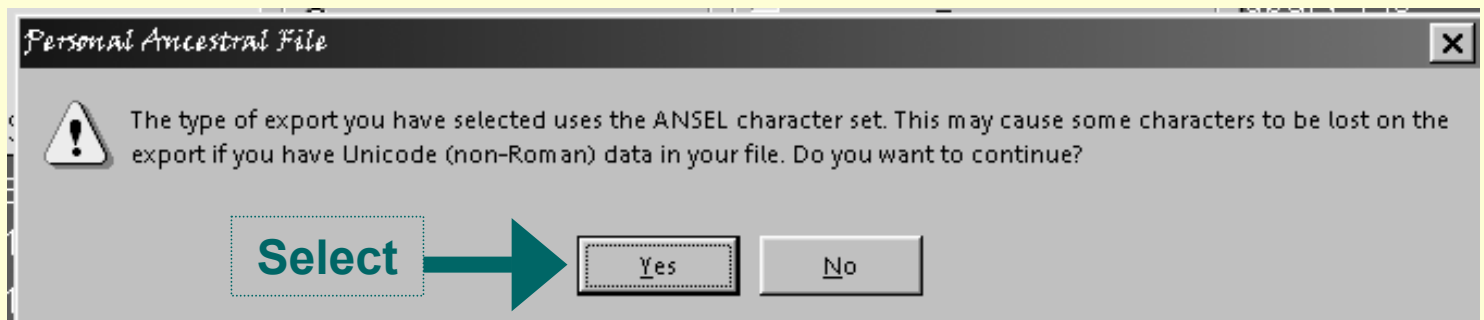 Personal Ancestral File
The type of export you have selected uses the ANSEL character set. This may cause some characters to be lost on the
export if you have Unicode (non-Roman) data in your file. Do you want to continue?
Select
Yes
No